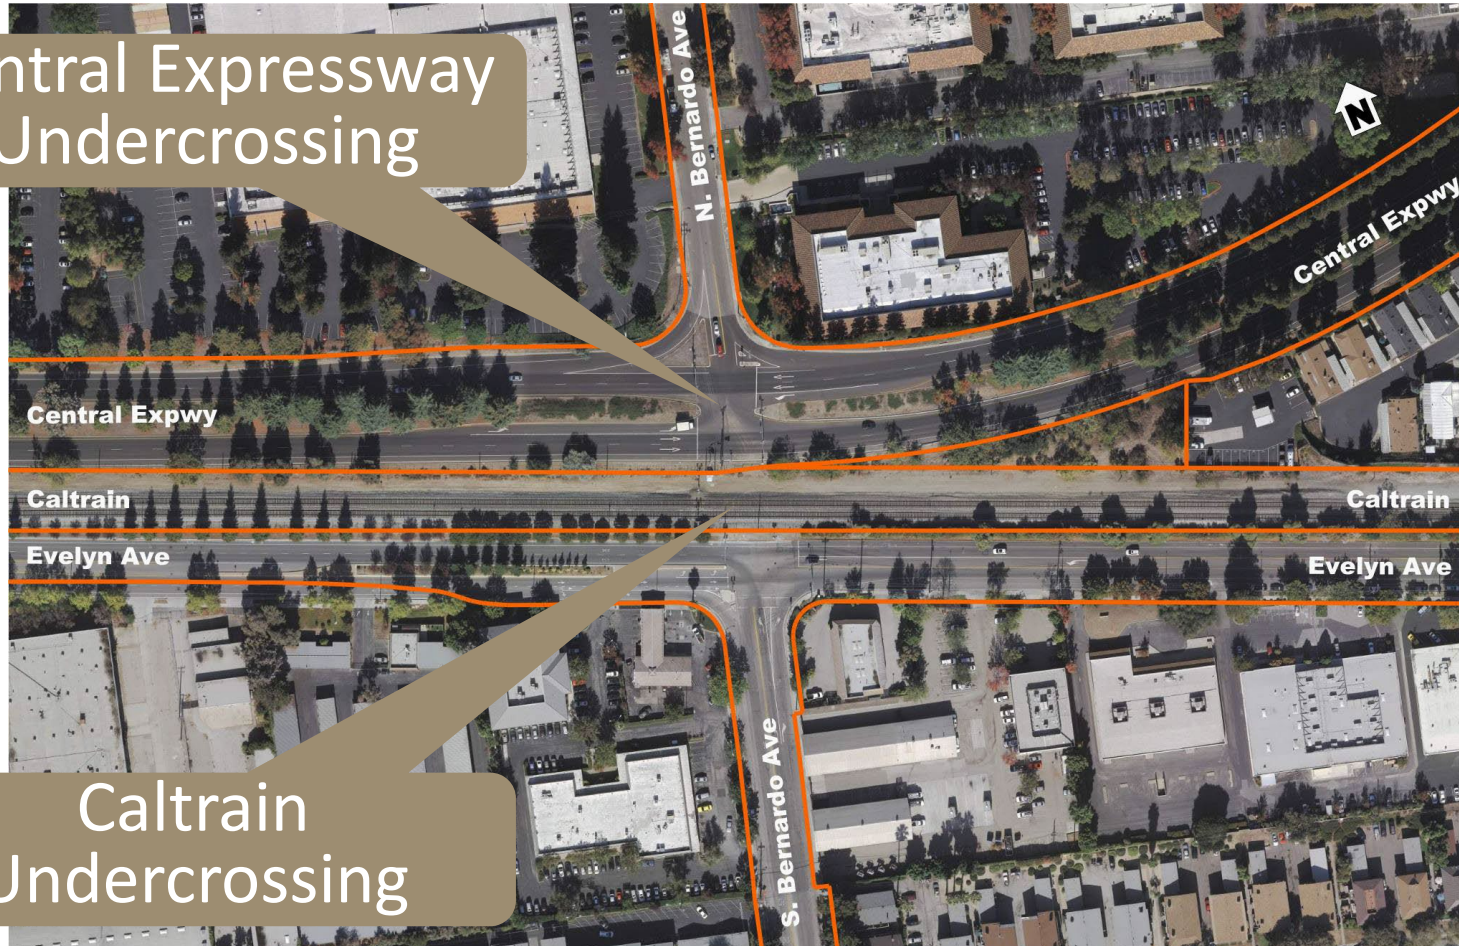 ntral Expressway
Undercrossing
N. Bernardo Ave
N
Central Expwy
Central Expwy
Caltrain
Caltrain
Evelyn Ave
Evelyn Ave
S. Bernardo Ave
Caltrain
Undercrossing